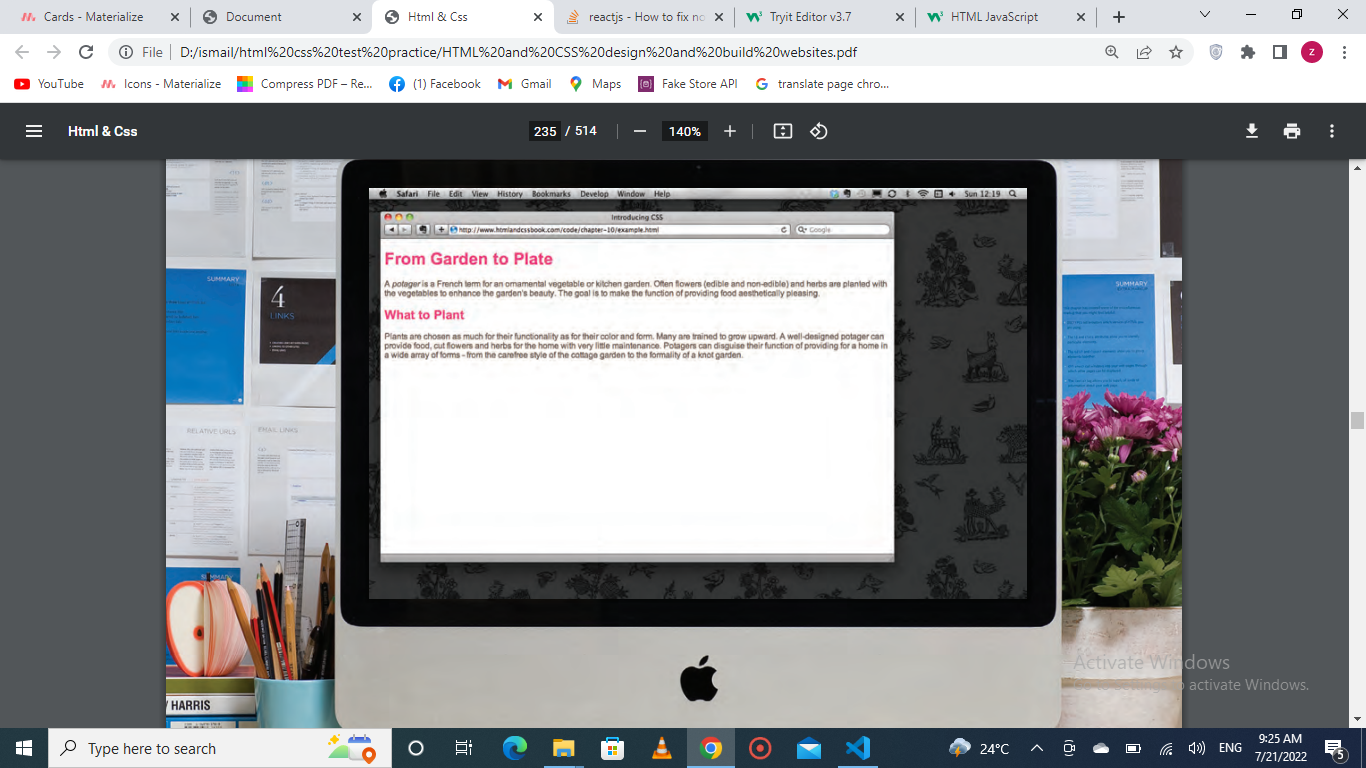 Cards - Materialize
Document
Html & Css
reactjs - How to fix no
Tryit Editor v3.7
HTML JavaScript
File
D:/ismail/html%20css%20test%20practice/HTML%20and%20CSS%20design%20and%20build%20websites.pdf
z
YouTube
Icons - Materialize
Compress PDF – Re...
(1) Facebook
Gmail
Maps
Fake Store API
translate page chro...
Html & Css
235 / 514
140%
Safari File Edit View History Bookmarks Develop Window Help
Sun 12:19
Introducing CSS
http://www.htmlandcssbook.com/code/chapter-10/example.html
Google
From Garden to Plate
A potager is a French term for an ornamental vegetable or kitchen garden. Often flowers (edible and non-edible) and herbs are planted with
the vegetables to enhance the garden's beauty. The goal is to make the function of providing food aesthetically pleasing.
What to Plant
Plants are chosen as much for their functionality as for their color and form. Many are trained to grow upward. A well-designed potager can
provide food, cut flowers and herbs for the home with very little maintenance. Potagers can disguise their function of providing for a home in
a wide array of forms - from the carefree style of the cottage garden to the formality of a knot garden.
SUMMARY
4
LINKS
SUMMARY
RELATIVE URLS
EMAIL LINKS
SUMMARY
/ HARRIS
Activate Windows
activate Windows.
Type here to search
24°C
ENG
9:25 AM
7/21/2022
5